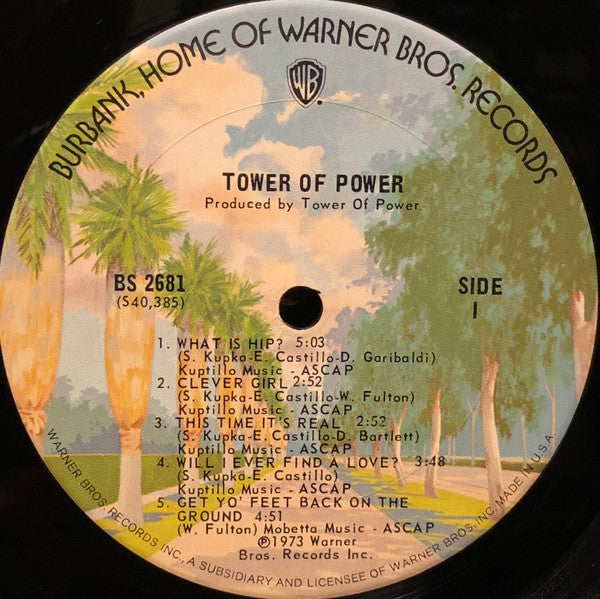 BURBANK, HOME OF WARNER BROS. RECORDS
WB
TOWER OF POWER
Produced by Tower Of Power
BS 2681
(S40,385)
SIDE
1
1. WHAT IS HIP? 5:03
(S. Kupka-E. Castillo-D. Garibaldi)
Kuptillo Music - ASCAP
2. CLEVER GIRL 2:52
(S. Kupka-E. Castillo-W. Fulton)
Kuptillo Music - ASCAP
3. THIS TIME IT'S REAL 2:52
(S. Kupka-E. Castillo-D. Bartlett)
Kuptillo Music - ASCAP
4. WILL I EVER FIND A LOVE? 3:48
(S. Kupka-E. Castillo)
Kuptillo Music - ASCAP
5. GET YO' FEET BACK ON THE
GROUND 4:51
(W. Fulton) Mobetta Music - ASCAP
℗1973 Warner
Bros. Records Inc.
WARNER BROS. RECORDS INC., A SUBSIDIARY AND LICENSEE OF WARNER BROS. INC. MADE IN U.S.A.